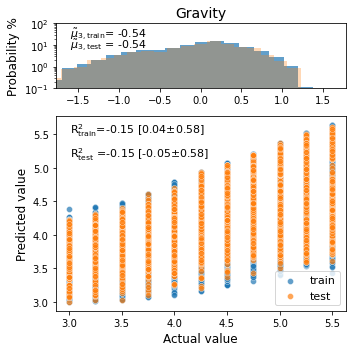 Gravity
Probability %
10²
10¹
10⁰
10⁻¹
μ̃₃,train= -0.54
μ̃₃,test = -0.54
−1.5 −1.0 −0.5 0.0 0.5 1.0 1.5
Predicted value
5.5
5.0
4.5
4.0
3.5
3.0
R²train=-0.15 [0.04±0.58]
R²test =-0.15 [-0.05±0.58]
train
test
3.0 3.5 4.0 4.5 5.0 5.5
Actual value